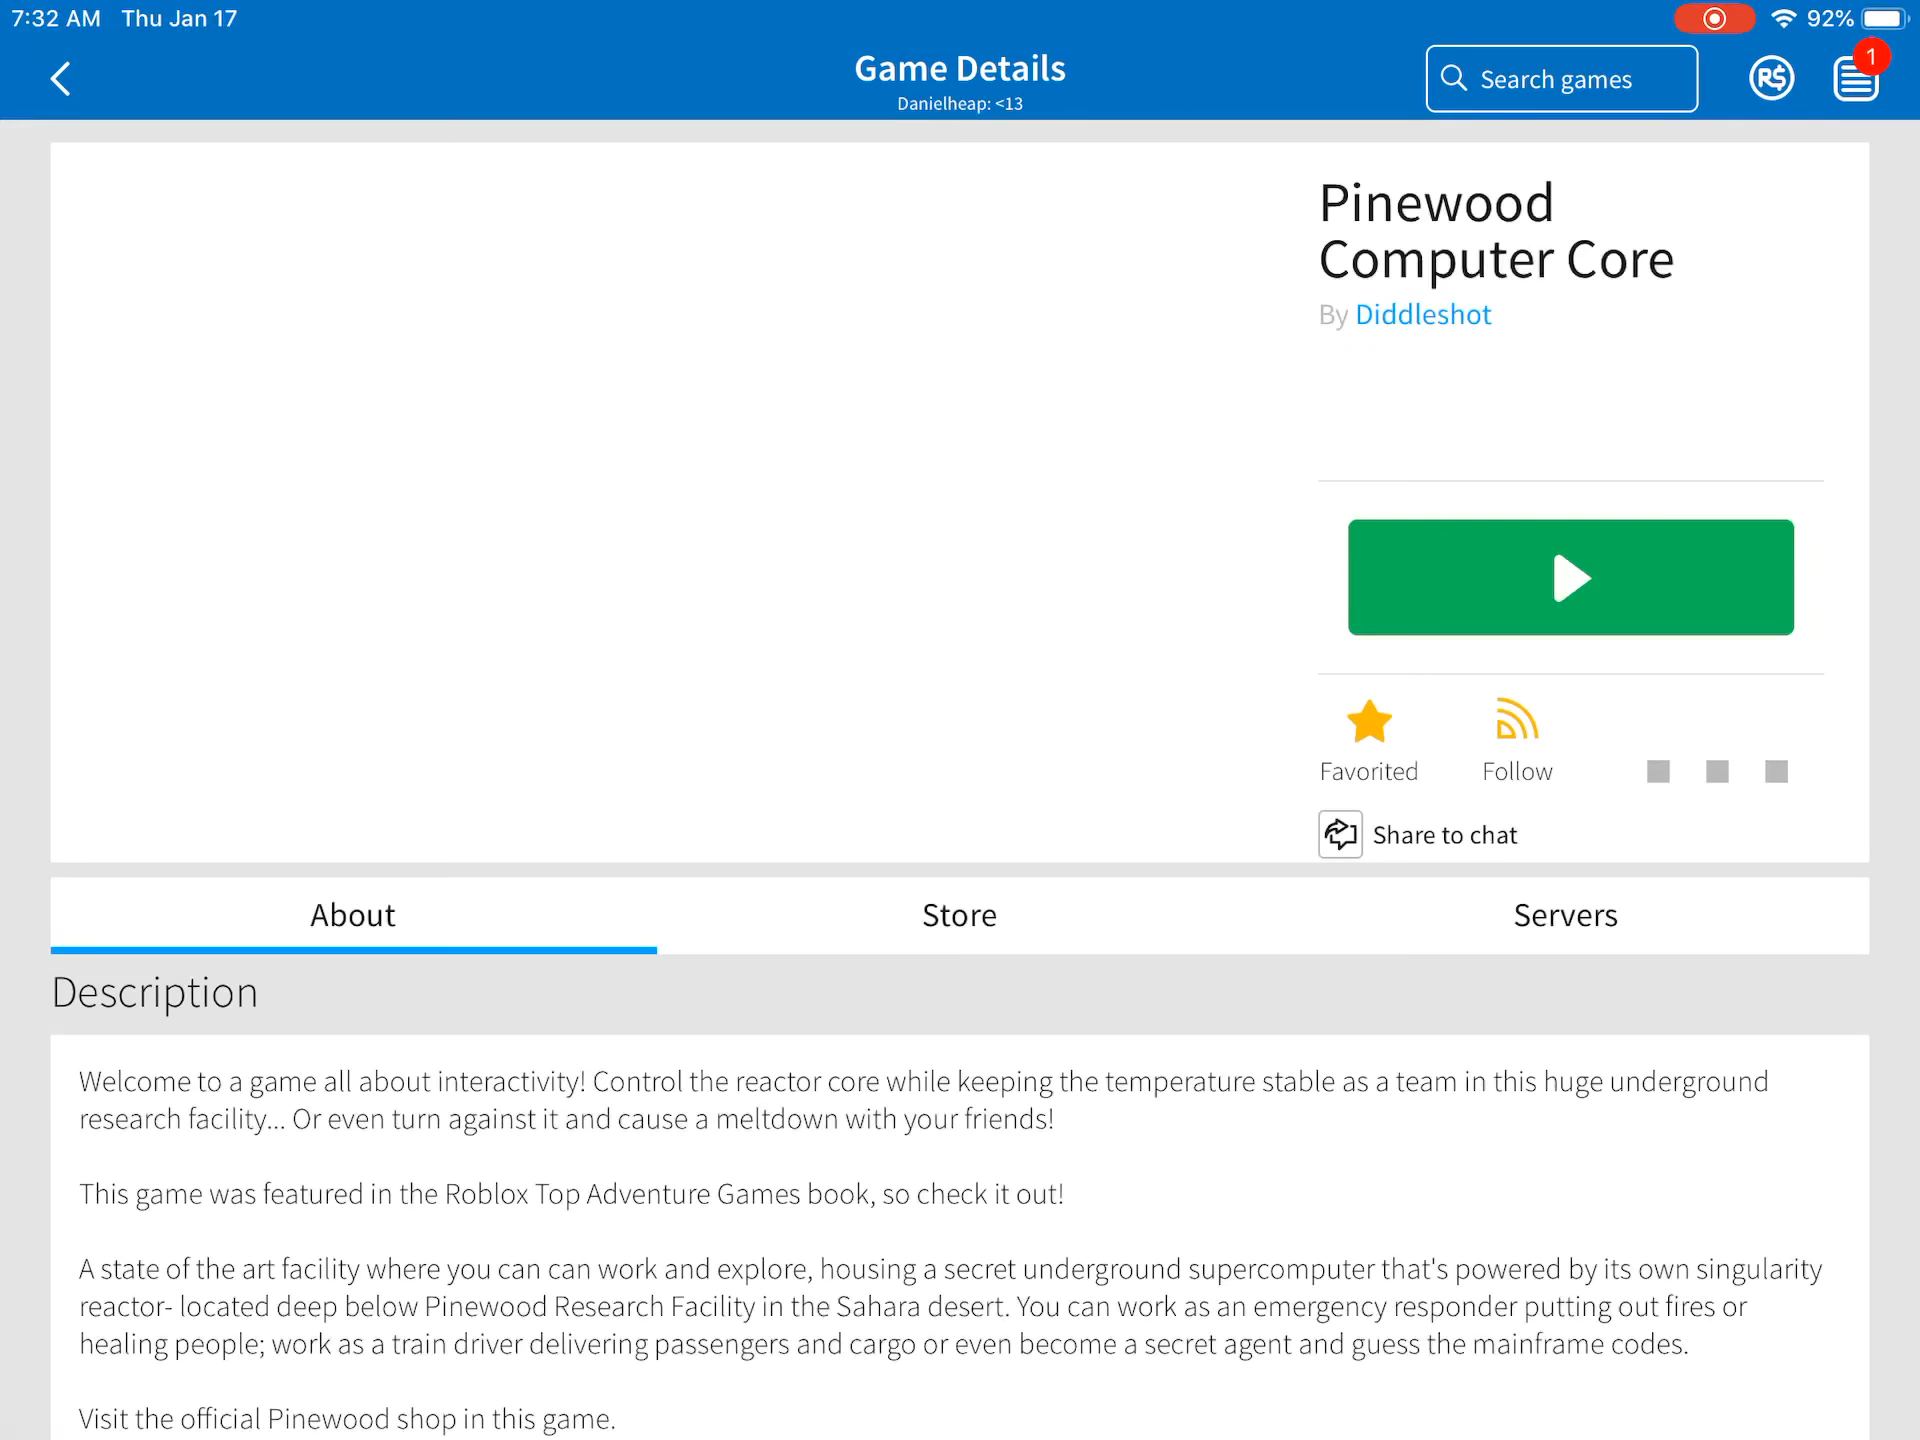 7:32 AM Thu Jan 17
92%
Game Details
Danielheap: <13
Search games
R$
1
Pinewood
Computer Core
By Diddleshot
Favorited
Follow
Share to chat
About
Store
Servers
Description
Welcome to a game all about interactivity! Control the reactor core while keeping the temperature stable as a team in this huge underground
research facility... Or even turn against it and cause a meltdown with your friends!
This game was featured in the Roblox Top Adventure Games book, so check it out!
A state of the art facility where you can can work and explore, housing a secret underground supercomputer that's powered by its own singularity
reactor- located deep below Pinewood Research Facility in the Sahara desert. You can work as an emergency responder putting out fires or
healing people; work as a train driver delivering passengers and cargo or even become a secret agent and guess the mainframe codes.
Visit the official Pinewood shop in this game.